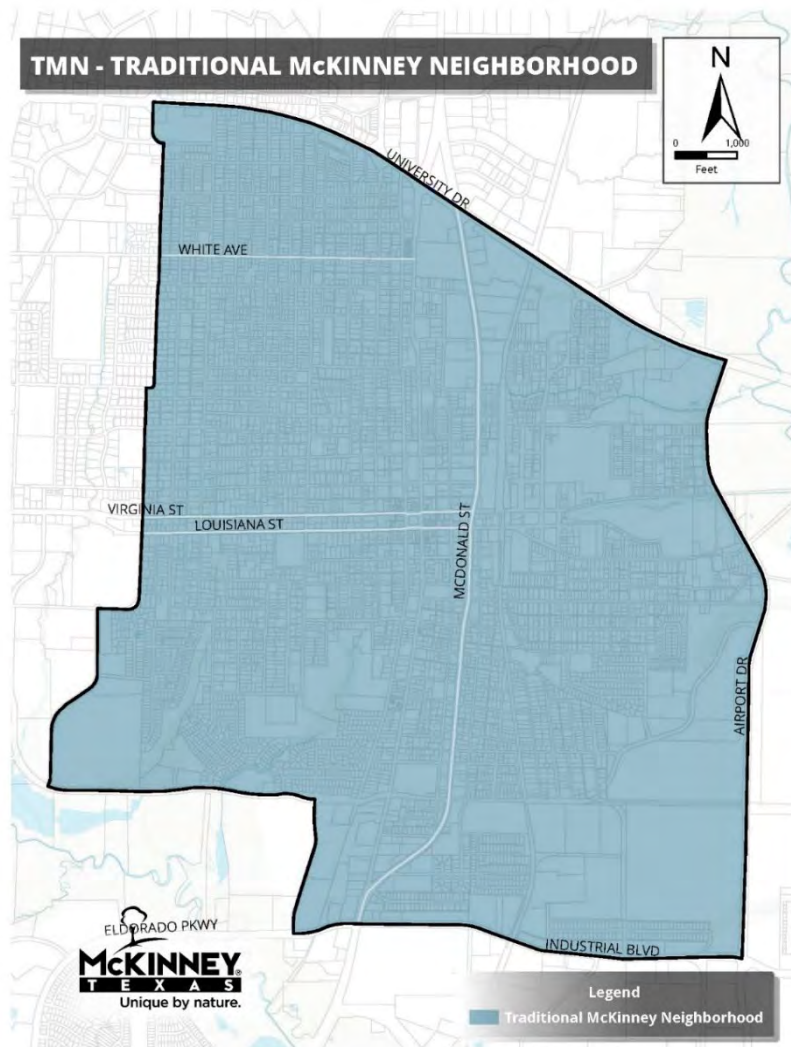 TMN - TRADITIONAL McKINNEY NEIGHBORHOOD
N
0 1,000
Feet
UNIVERSITY DR
WHITE AVE
VIRGINIA ST
LOUISIANA ST
MCDONALD ST
AIRPORT DR
ELDORADO PKWY
INDUSTRIAL BLVD
McKINNEY
TEXAS
Unique by nature.
Legend
Traditional McKinney Neighborhood